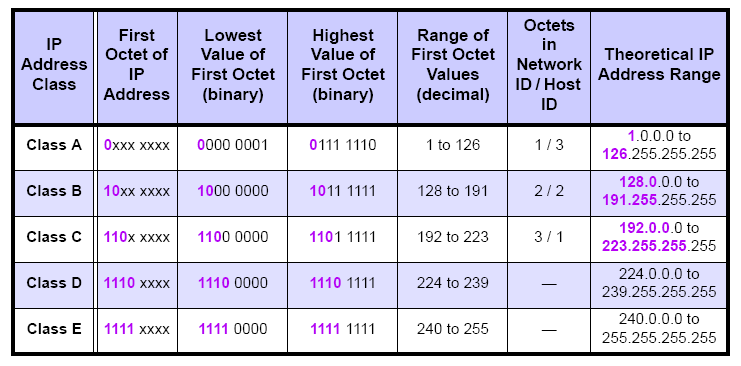 IP Address Class | First Octet of IP Address | Lowest Value of First Octet (binary) | Highest Value of First Octet (binary) | Range of First Octet Values (decimal) | Octets in Network ID / Host ID | Theoretical IP Address Range
Class A | 0xxx xxxx | 0000 0001 | 0111 1110 | 1 to 126 | 1 / 3 | 1.0.0.0 to 126.255.255.255
Class B | 10xx xxxx | 1000 0000 | 1011 1111 | 128 to 191 | 2 / 2 | 128.0.0.0 to 191.255.255.255
Class C | 110x xxxx | 1100 0000 | 1101 1111 | 192 to 223 | 3 / 1 | 192.0.0.0 to 223.255.255.255
Class D | 1110 xxxx | 1110 0000 | 1110 1111 | 224 to 239 | — | 224.0.0.0 to 239.255.255.255
Class E | 1111 xxxx | 1111 0000 | 1111 1111 | 240 to 255 | — | 240.0.0.0 to 255.255.255.255